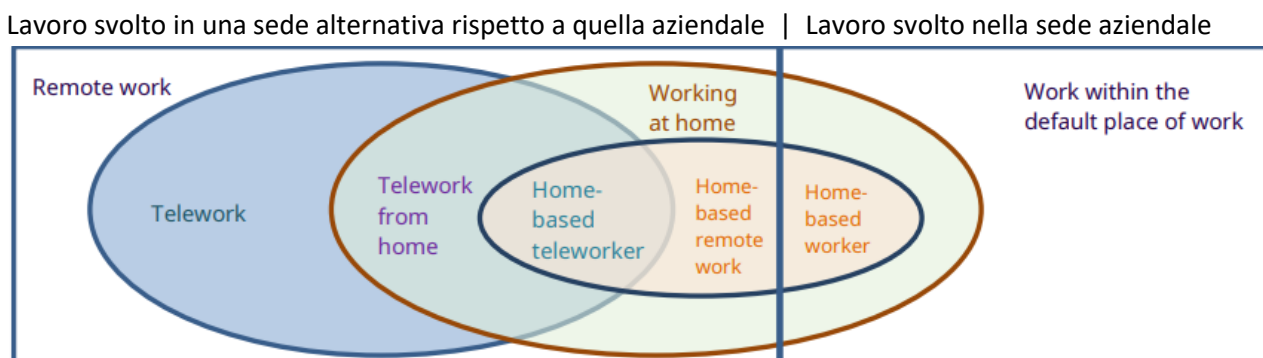 Lavoro svolto in una sede alternativa rispetto a quella aziendale | Lavoro svolto nella sede aziendale
Remote work
Working
at home
Work within the
default place of work
Telework
Telework
from
home
Home-
based
teleworker
Home-
based
remote
work
Home-
based
worker